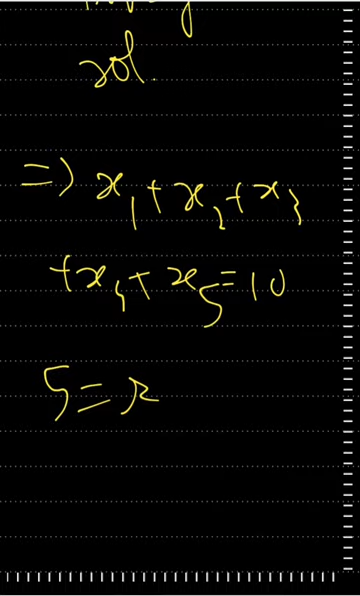 sol.
=> x₁ + x₂ + x₃
+ x₄ + x₅ = 10
5 = r